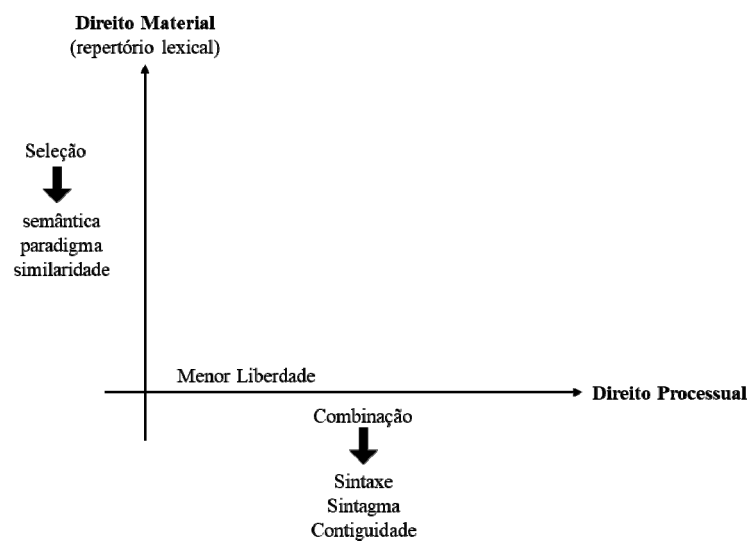 Direito Material
(repertório lexical)
Seleção
semântica
paradigma
similaridade
Menor Liberdade
Direito Processual
Combinação
Sintaxe
Sintagma
Contiguidade